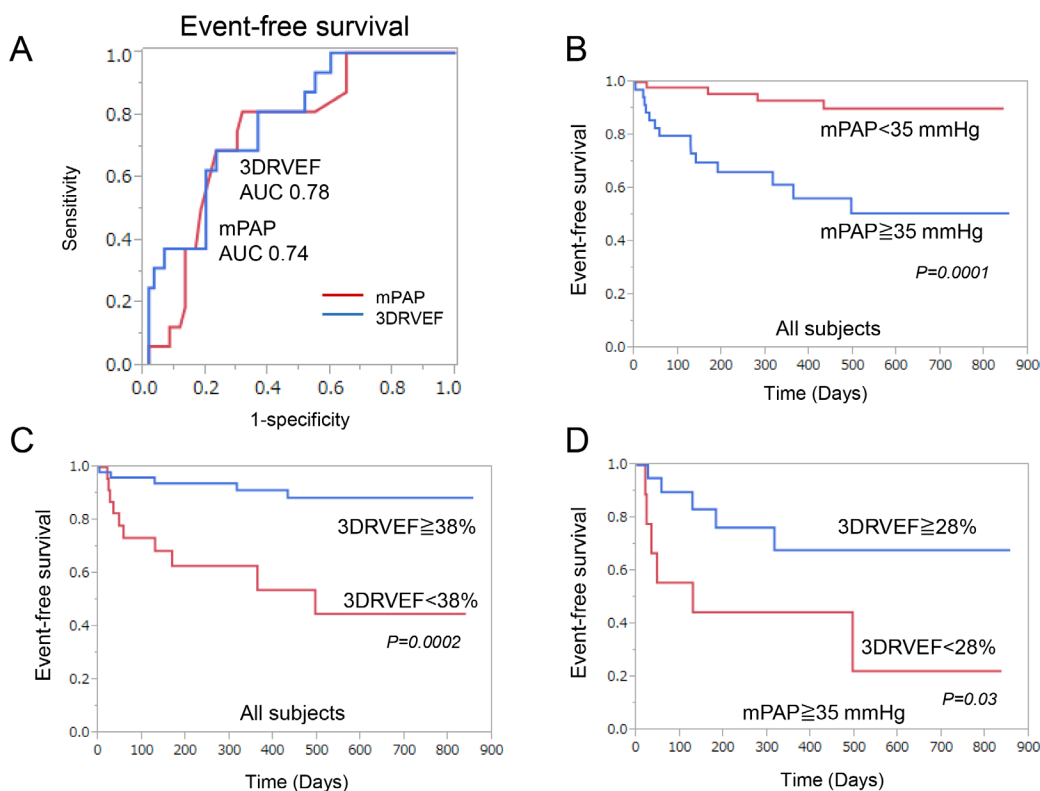 Event-free survival
A
1.0
0.8
0.6
0.4
0.2
0.0
Sensitivity
3DRVEF
AUC 0.78
mPAP
AUC 0.74
mPAP
3DRVEF
0.0 0.2 0.4 0.6 0.8 1.0
1-specificity
B
1.0
0.8
0.6
0.4
0.2
0.0
Event-free survival
mPAP<35 mmHg
mPAP≧35 mmHg
P=0.0001
All subjects
0 100 200 300 400 500 600 700 800 900
Time (Days)
C
1.0
0.8
0.6
0.4
0.2
0.0
Event-free survival
3DRVEF≧38%
3DRVEF<38%
P=0.0002
All subjects
0 100 200 300 400 500 600 700 800 900
Time (Days)
D
1.0
0.8
0.6
0.4
0.2
0.0
Event-free survival
3DRVEF≧28%
3DRVEF<28%
P=0.03
mPAP≧35 mmHg
0 100 200 300 400 500 600 700 800 900
Time (Days)